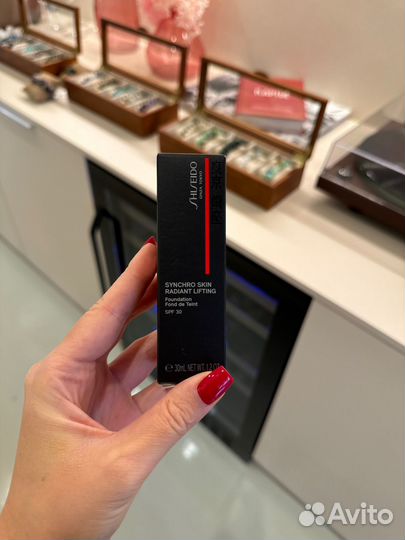 SHISEIDO
GINZA TOKYO
SYNCHRO SKIN
RADIANT LIFTING
Foundation
Fond de Teint
SPF 30
℮ 30mL NET WT. 1.2 OZ.
Avito